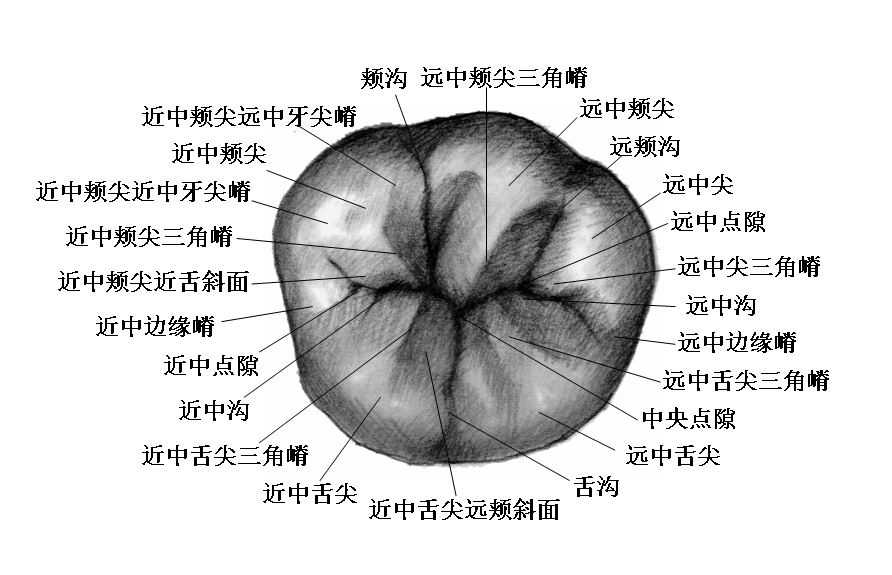 颊沟 远中颊尖三角嵴
近中颊尖远中牙尖嵴
远中颊尖
近中颊尖
远颊沟
近中颊尖近中牙尖嵴
远中尖
近中颊尖三角嵴
远中点隙
近中颊尖近舌斜面
远中尖三角嵴
近中边缘嵴
远中沟
近中点隙
远中边缘嵴
近中沟
远中舌尖三角嵴
近中舌尖三角嵴
中央点隙
近中舌尖
远中舌尖
近中舌尖远颊斜面
舌沟